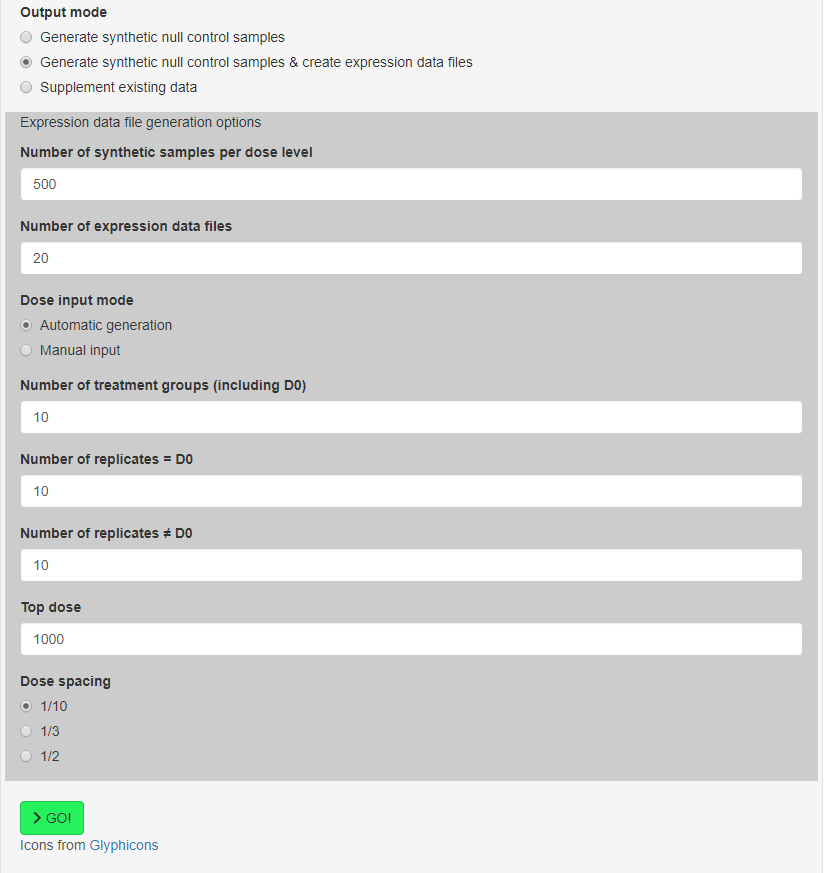 Output mode
Generate synthetic null control samples
Generate synthetic null control samples & create expression data files
Supplement existing data
Expression data file generation options
Number of synthetic samples per dose level
500
Number of expression data files
20
Dose input mode
Automatic generation
Manual input
Number of treatment groups (including D0)
10
Number of replicates = D0
10
Number of replicates ≠ D0
10
Top dose
1000
Dose spacing
1/10
1/3
1/2
GO!
Icons from Glyphicons